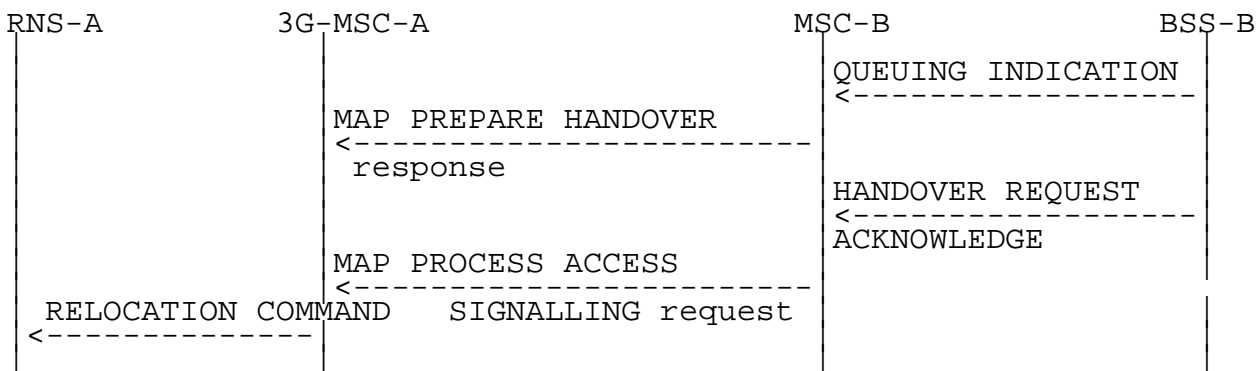 RNS-A 3G-MSC-A MSC-B BSS-B
QUEUING INDICATION
<------------------
MAP PREPARE HANDOVER
<------------------------
response
HANDOVER REQUEST
<------------------
ACKNOWLEDGE
MAP PROCESS ACCESS
<------------------------
RELOCATION COMMAND SIGNALLING request
<--------------